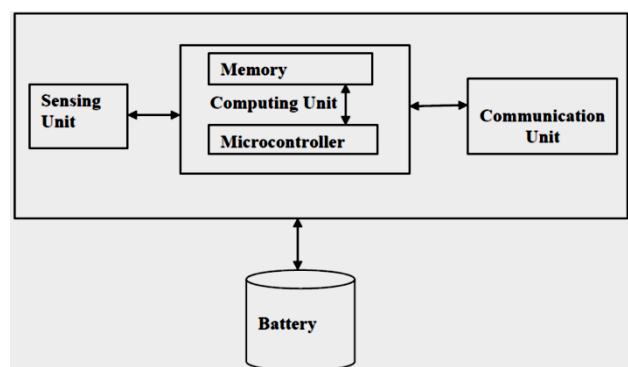 Memory
Sensing
Unit
Computing Unit
Communication
Unit
Microcontroller
Battery